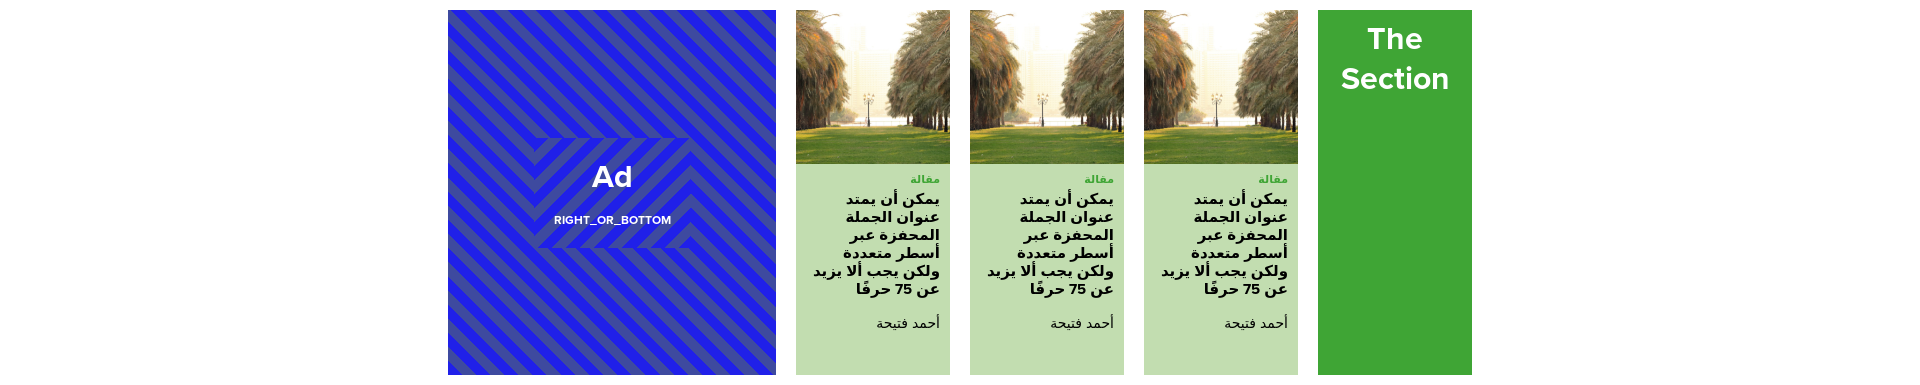 The
Section
مقالة
يمكن أن يمتد
عنوان الجملة
المحفزة عبر
أسطر متعددة
ولكن يجب ألا يزيد
عن 75 حرفًا
أحمد فتيحة
مقالة
يمكن أن يمتد
عنوان الجملة
المحفزة عبر
أسطر متعددة
ولكن يجب ألا يزيد
عن 75 حرفًا
أحمد فتيحة
مقالة
يمكن أن يمتد
عنوان الجملة
المحفزة عبر
أسطر متعددة
ولكن يجب ألا يزيد
عن 75 حرفًا
أحمد فتيحة
Ad
RIGHT_OR_BOTTOM